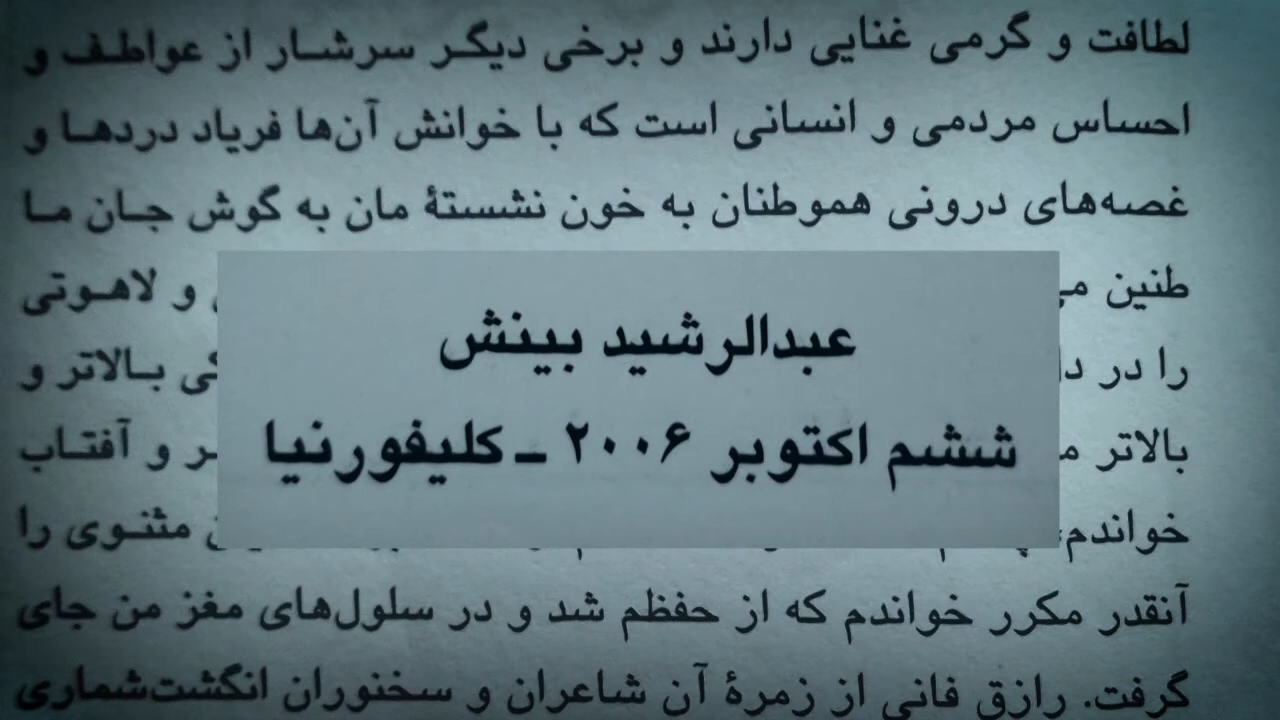 لطافت و گرمی غنایی دارند و برخی دیگر سرشار از عواطف و
احساس مردمی و انسانی است که با خوانش آن‌ها فریاد دردها و
غصه‌های درونی هموطنان به خون نشستهٔ مان به گوش جان ما
طنین و لاهوتی
را در بالاتر و
بالاتر و آفتاب
خواندم، مثنوی را
آنقدر مکرر خواندم که از حفظم شد و در سلول‌های مغز من جای
گرفت. رازق فانی از زمرهٔ آن شاعران و سخنوران انگشت‌شماری
عبدالرشید بینش
ششم اکتوبر ۲۰۰۶ ـ کلیفورنیا